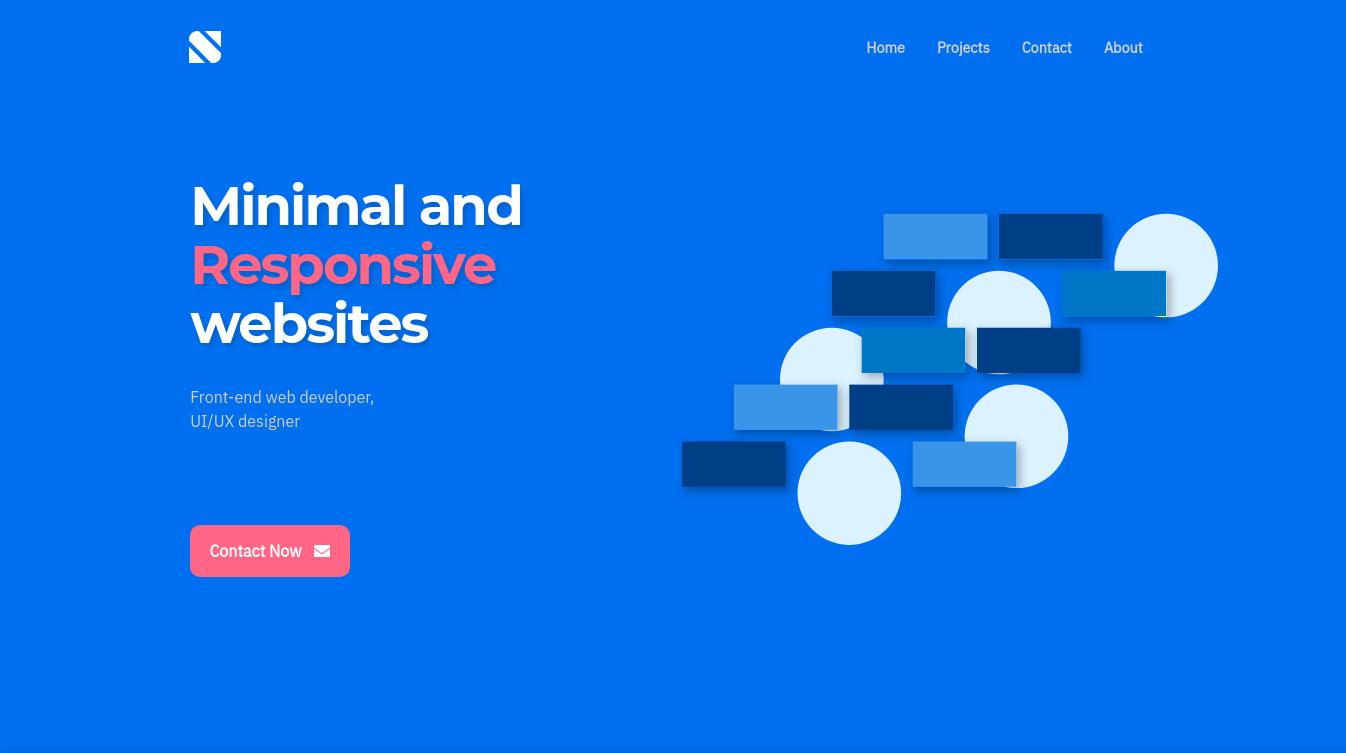 Home Projects Contact About
Minimal and
Responsive
websites
Front-end web developer,
UI/UX designer
Contact Now